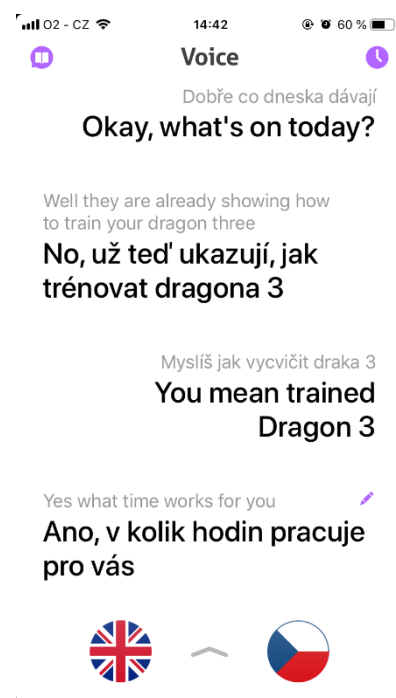 O2 - CZ 14:42 60 %
Voice
Dobře co dneska dávají
Okay, what's on today?
Well they are already showing how
to train your dragon three
No, už teď ukazují, jak
trénovat dragona 3
Myslíš jak vycvičit draka 3
You mean trained
Dragon 3
Yes what time works for you
Ano, v kolik hodin pracuje
pro vás